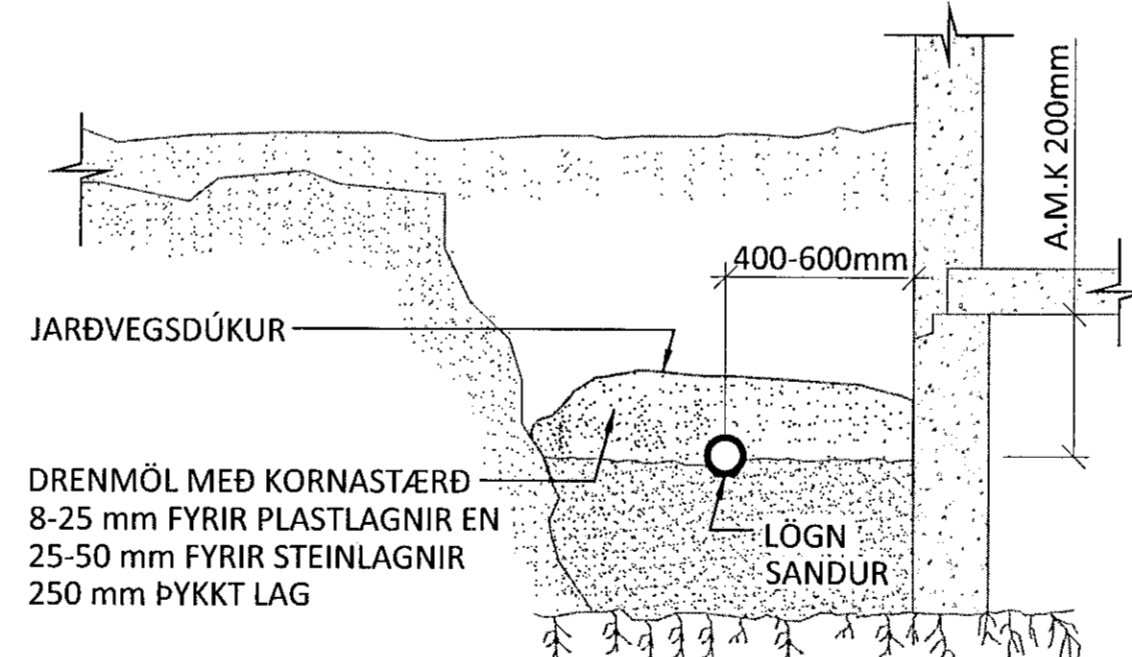 A.M.K 200mm
400-600mm
JARÐVEGSDÚKUR
DRENMÖL MEÐ KORNASTÆRÐ
8-25 mm FYRIR PLASTLAGNIR EN
25-50 mm FYRIR STEINLAGNIR
250 mm ÞYKKT LAG
LÖGN
SANDUR